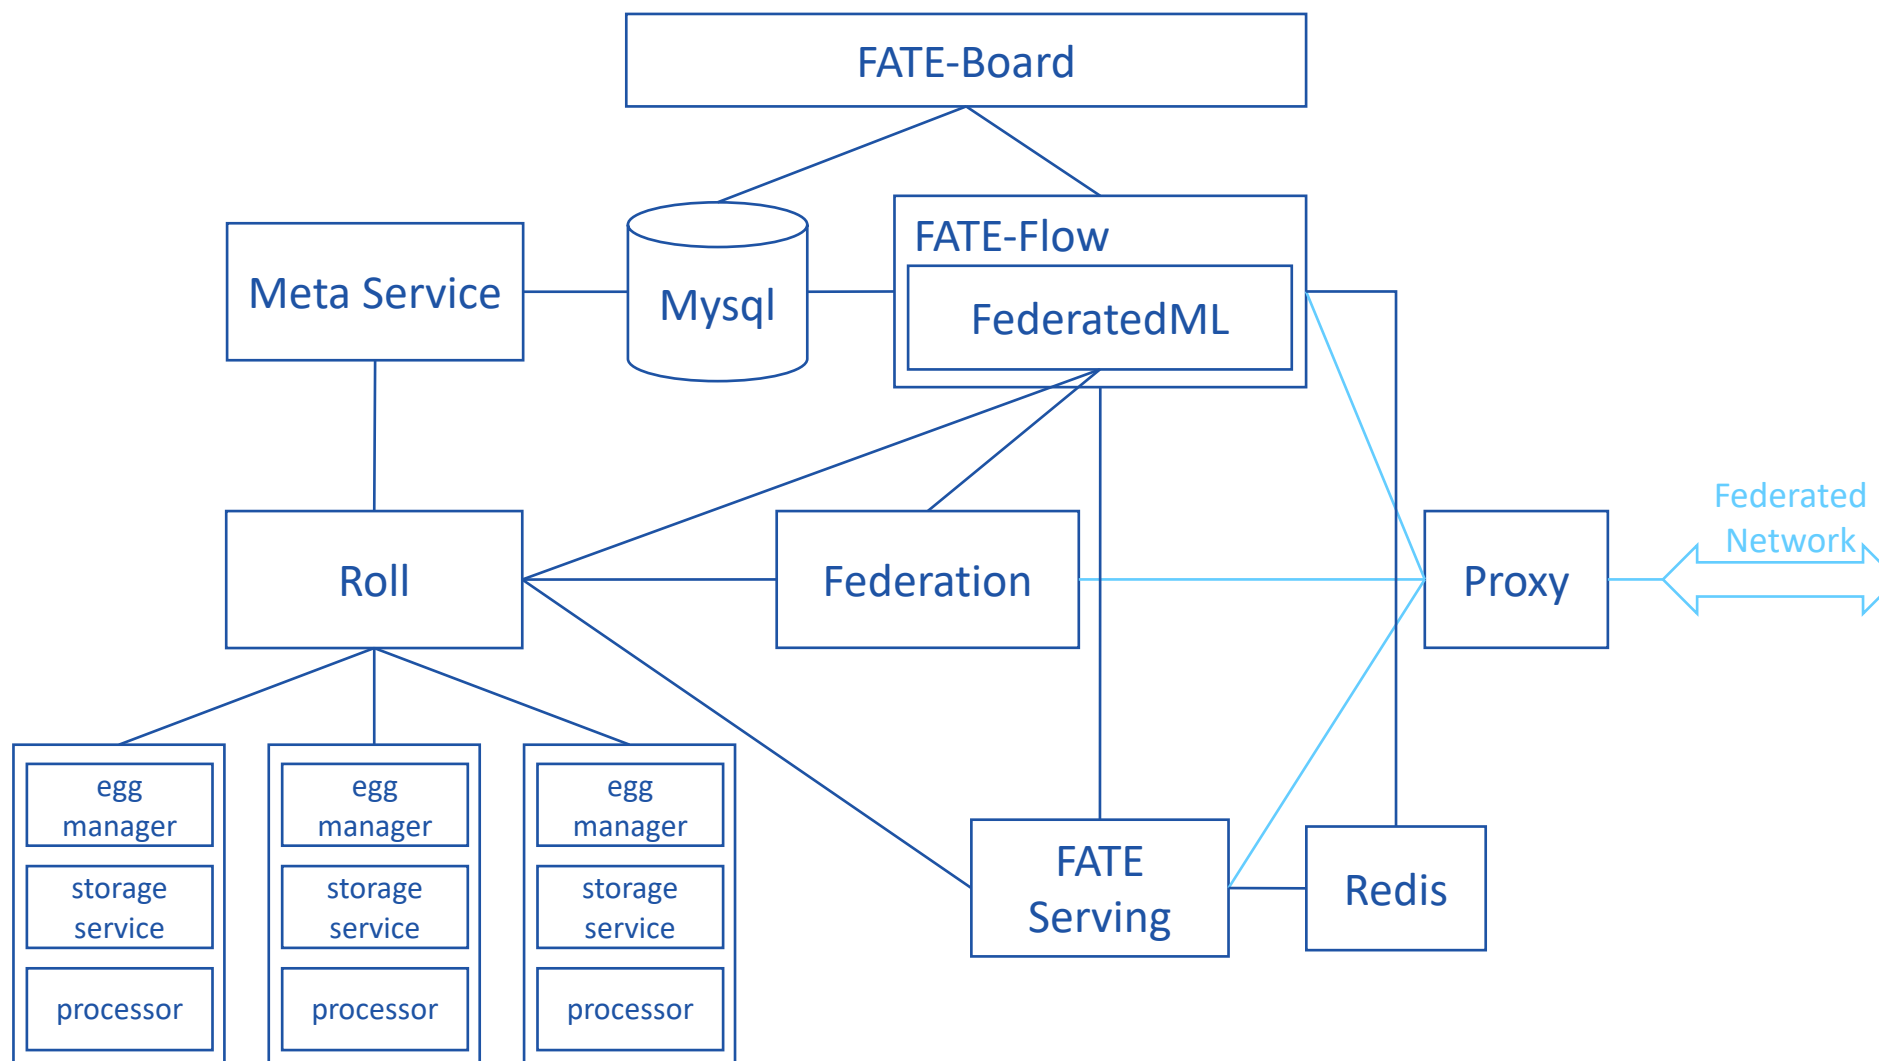 FATE-Board
FATE-Flow
Meta Service
Mysql
FederatedML
Federated
Network
Roll
Federation
Proxy
egg
manager
egg
manager
egg
manager
storage
service
storage
service
storage
service
processor
processor
processor
FATE
Serving
Redis